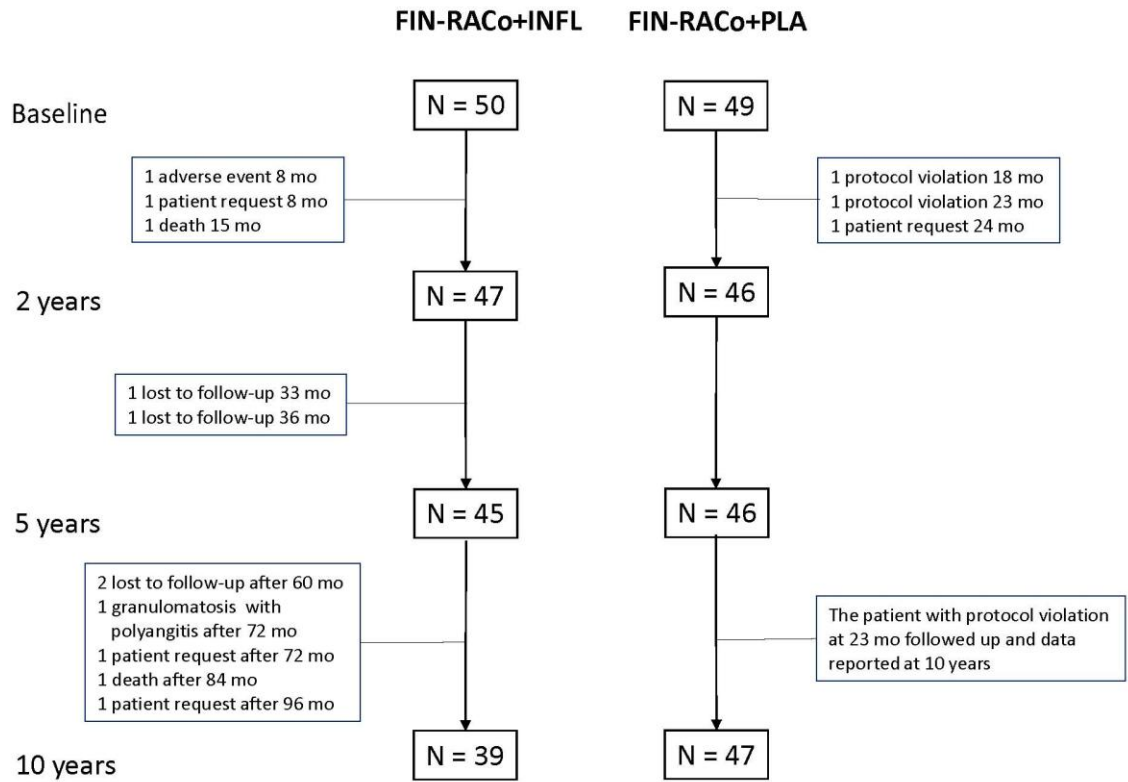 FIN-RACo+INFL FIN-RACo+PLA
Baseline
N = 50
N = 49
1 adverse event 8 mo
1 patient request 8 mo
1 death 15 mo
1 protocol violation 18 mo
1 protocol violation 23 mo
1 patient request 24 mo
2 years
N = 47
N = 46
1 lost to follow-up 33 mo
1 lost to follow-up 36 mo
5 years
N = 45
N = 46
2 lost to follow-up after 60 mo
1 granulomatosis with
polyangitis after 72 mo
1 patient request after 72 mo
1 death after 84 mo
1 patient request after 96 mo
The patient with protocol violation
at 23 mo followed up and data
reported at 10 years
10 years
N = 39
N = 47